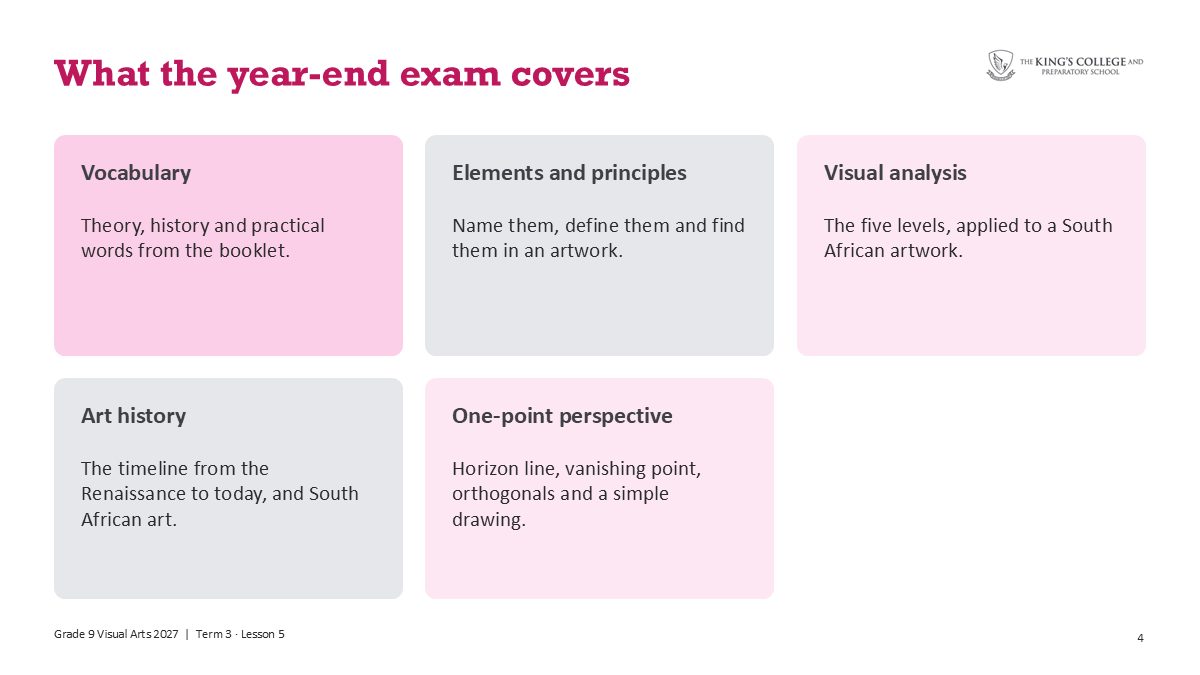 What the year-end exam covers
THE KING'S COLLEGE AND
PREPARATORY SCHOOL
Vocabulary
Theory, history and practical
words from the booklet.
Elements and principles
Name them, define them and find
them in an artwork.
Visual analysis
The five levels, applied to a South
African artwork.
Art history
The timeline from the
Renaissance to today, and South
African art.
One-point perspective
Horizon line, vanishing point,
orthogonals and a simple
drawing.
Grade 9 Visual Arts 2027 | Term 3 · Lesson 5
4